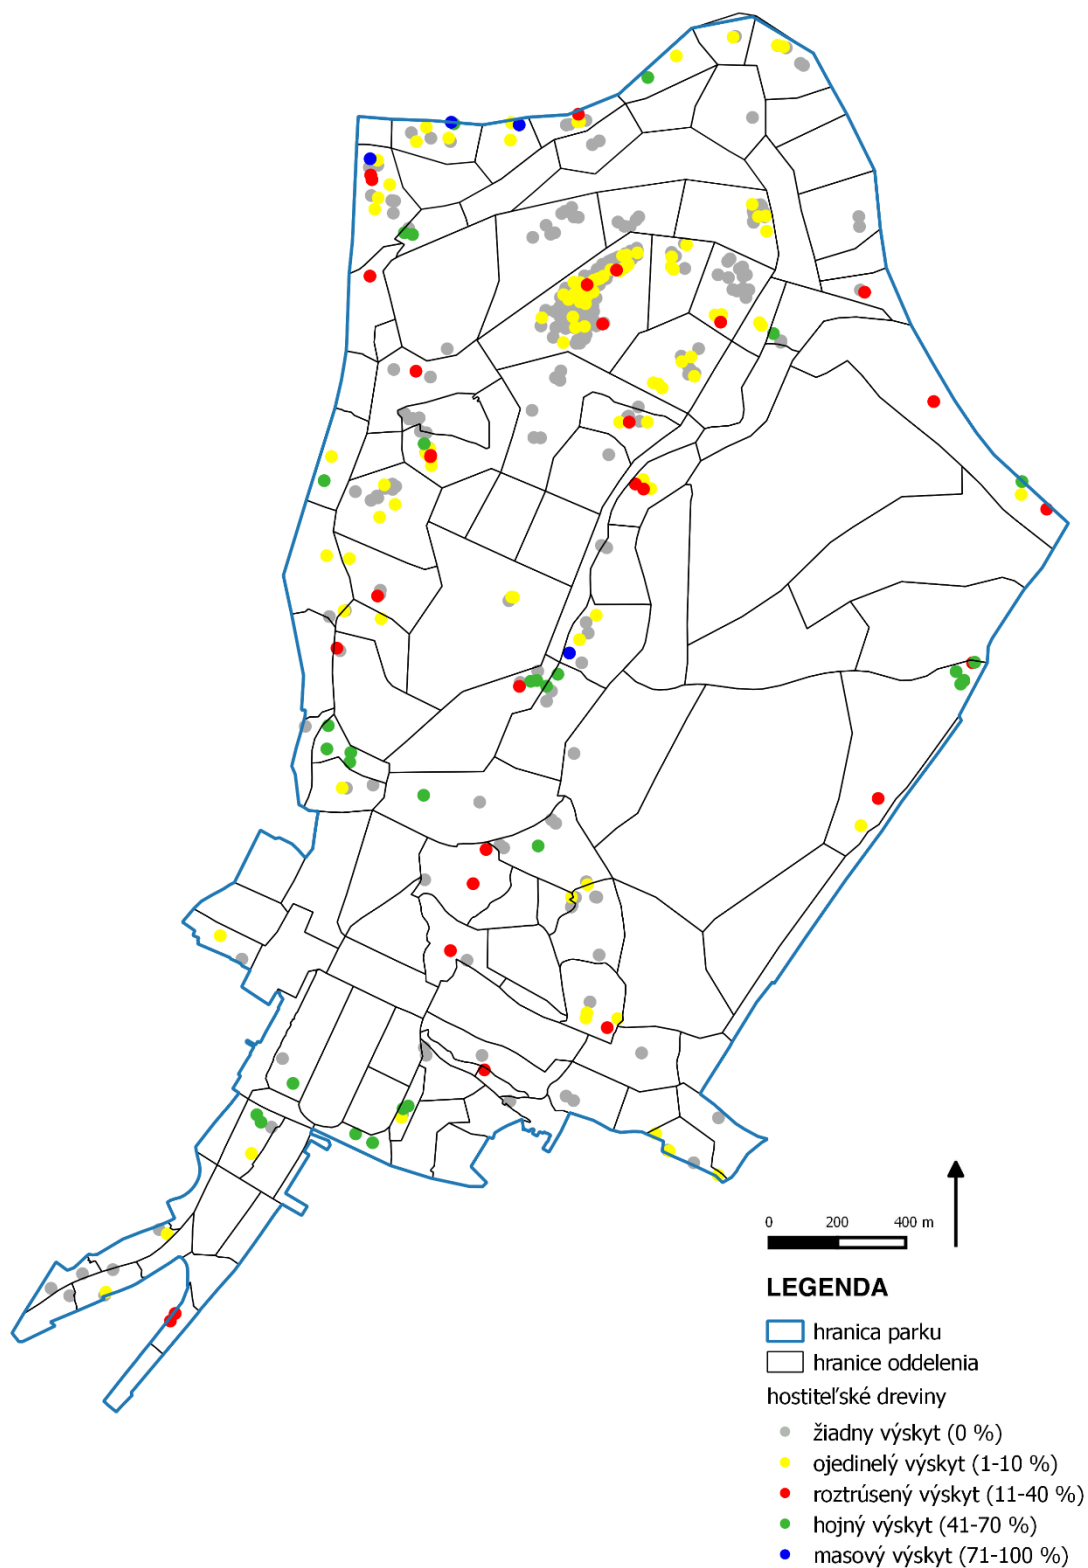 0 200 400 m
LEGENDA
hranica parku
hranice oddelenia
hostiteľské dreviny
žiadny výskyt (0 %)
ojedinelý výskyt (1-10 %)
roztrúsený výskyt (11-40 %)
hojný výskyt (41-70 %)
masový výskyt (71-100 %)